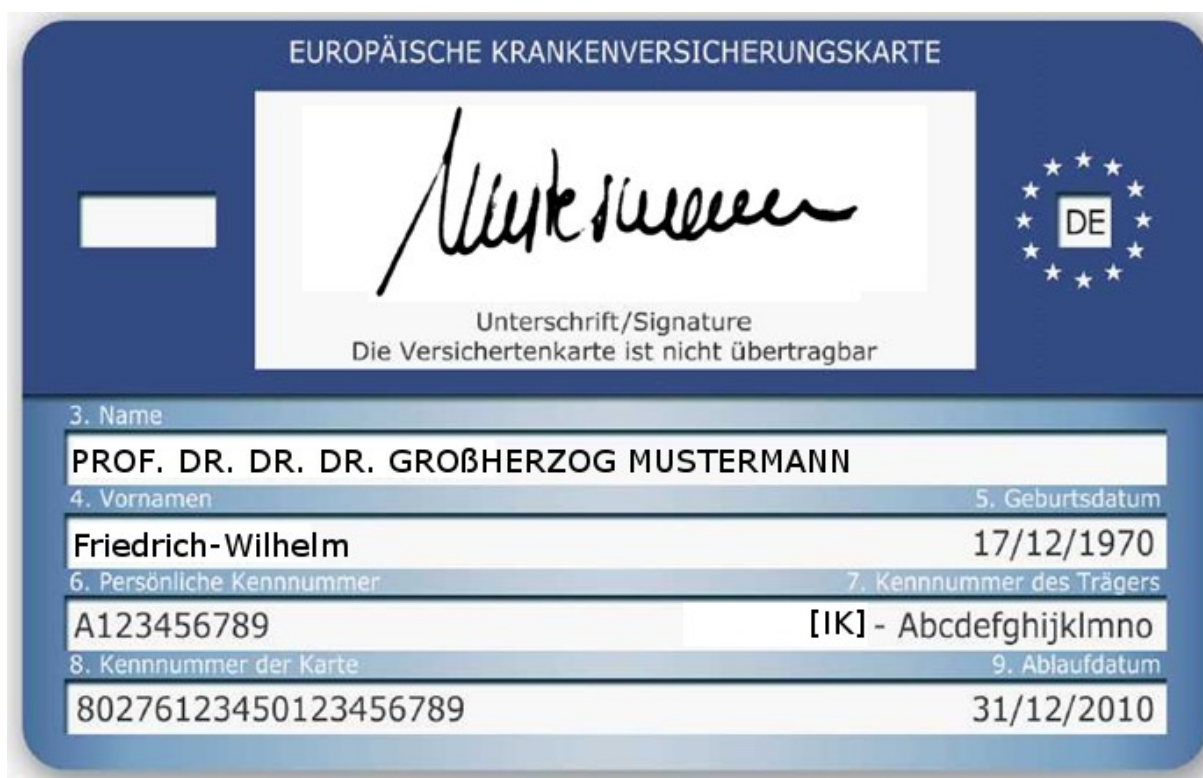 EUROPÄISCHE KRANKENVERSICHERUNGSKARTE
DE
Unterschrift/Signature
Die Versichertenkarte ist nicht übertragbar
3. Name
PROF. DR. DR. DR. GROßHERZOG MUSTERMANN
4. Vornamen 5. Geburtsdatum
Friedrich-Wilhelm 17/12/1970
6. Persönliche Kennnummer 7. Kennnummer des Trägers
A123456789 [IK] - Abcdefghijklmno
8. Kennnummer der Karte 9. Ablaufdatum
80276123450123456789 31/12/2010